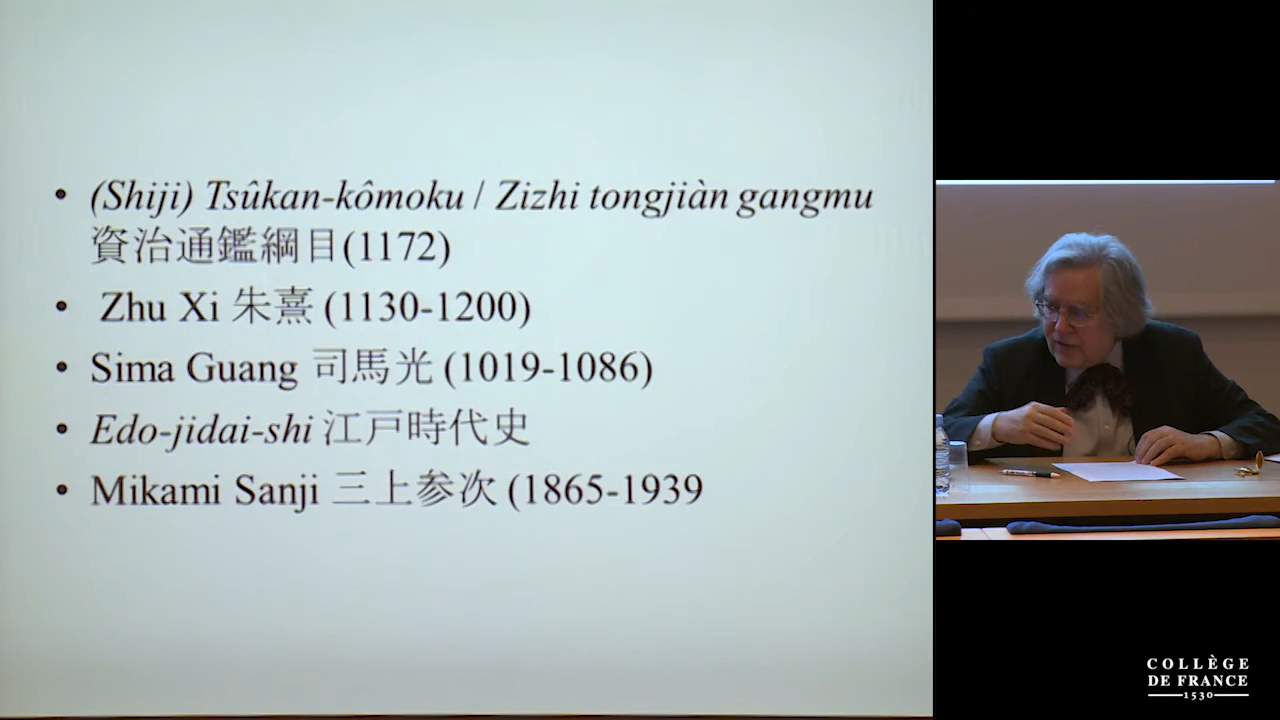 • (Shiji) Tsûkan-kômoku / Zizhi tongjiàn gangmu
資治通鑑綱目(1172)
• Zhu Xi 朱熹 (1130-1200)
• Sima Guang 司馬光 (1019-1086)
• Edo-jidai-shi 江戸時代史
• Mikami Sanji 三上参次 (1865-1939
COLLÈGE
DE FRANCE
1530